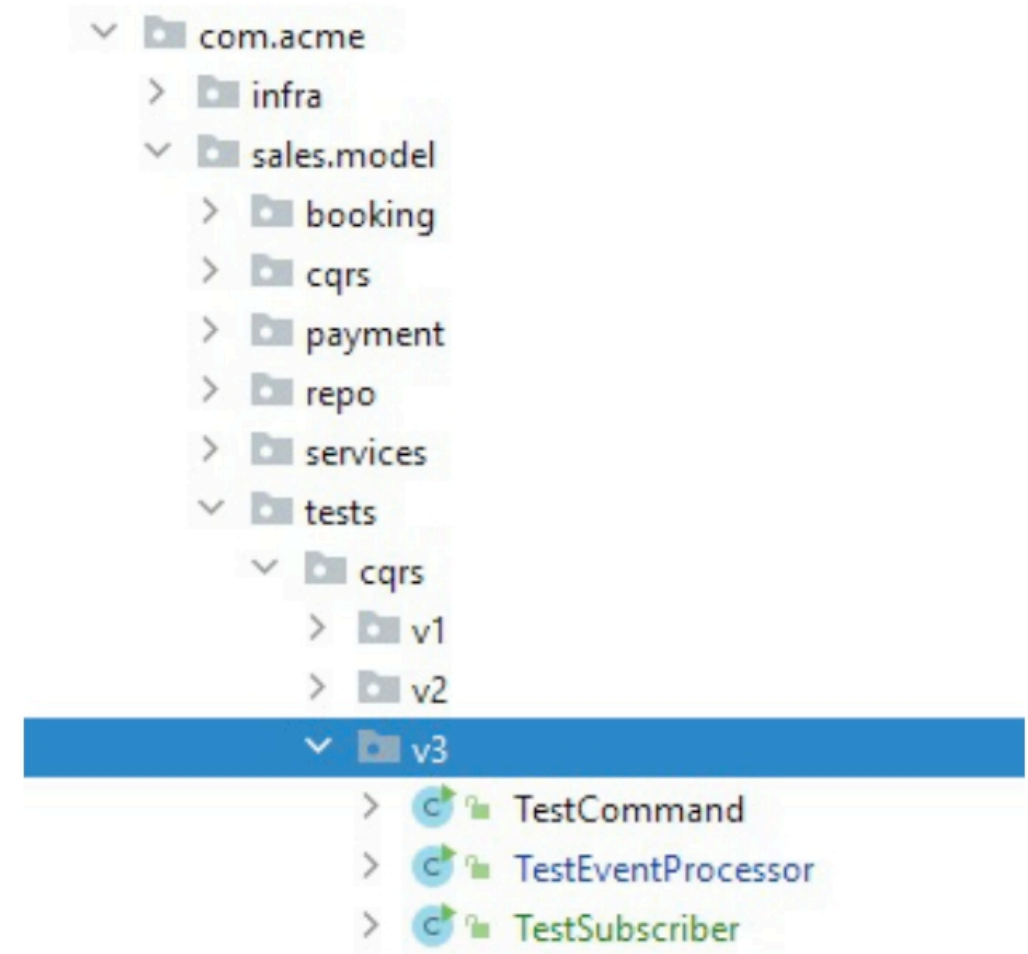 com.acme
infra
sales.model
booking
cqrs
payment
repo
services
tests
cqrs
v1
v2
v3
C TestCommand
C TestEventProcessor
C TestSubscriber